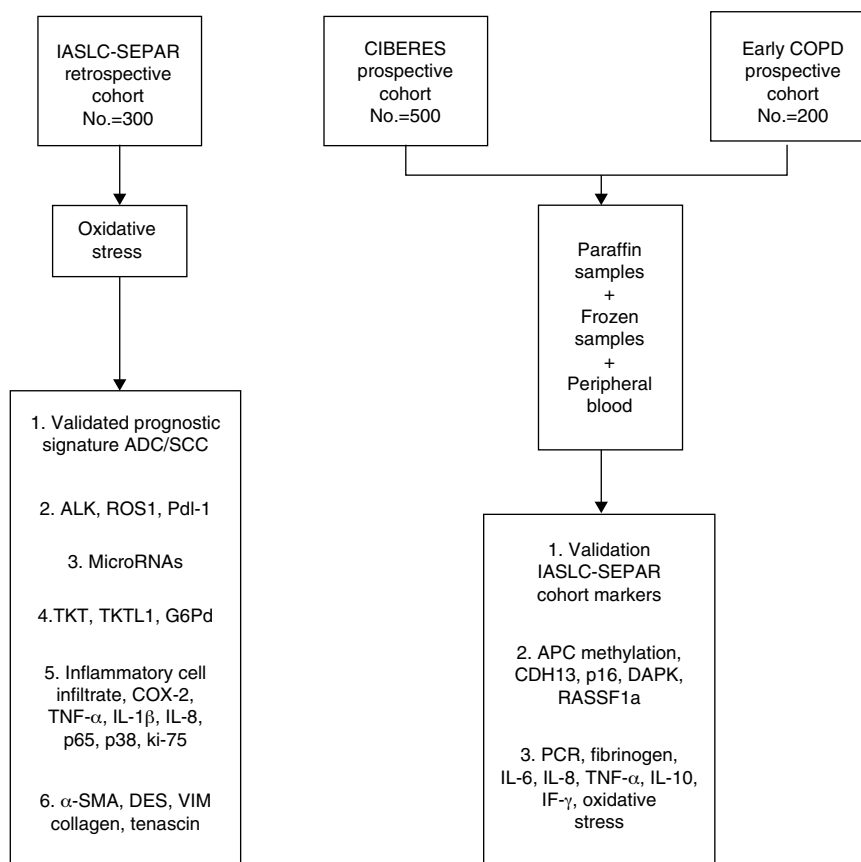 IASLC-SEPAR
retrospective
cohort
No.=300
CIBERES
prospective
cohort
No.=500
Early COPD
prospective
cohort
No.=200
Oxidative
stress
Paraffin
samples
+
Frozen
samples
+
Peripheral
blood
1. Validated prognostic
signature ADC/SCC
2. ALK, ROS1, Pdl-1
3. MicroRNAs
4.TKT, TKTL1, G6Pd
5. Inflammatory cell
infiltrate, COX-2,
TNF-α, IL-1β, IL-8,
p65, p38, ki-75
6. α-SMA, DES, VIM
collagen, tenascin
1. Validation
IASLC-SEPAR
cohort markers
2. APC methylation,
CDH13, p16, DAPK,
RASSF1a
3. PCR, fibrinogen,
IL-6, IL-8, TNF-α, IL-10,
IF-γ, oxidative
stress